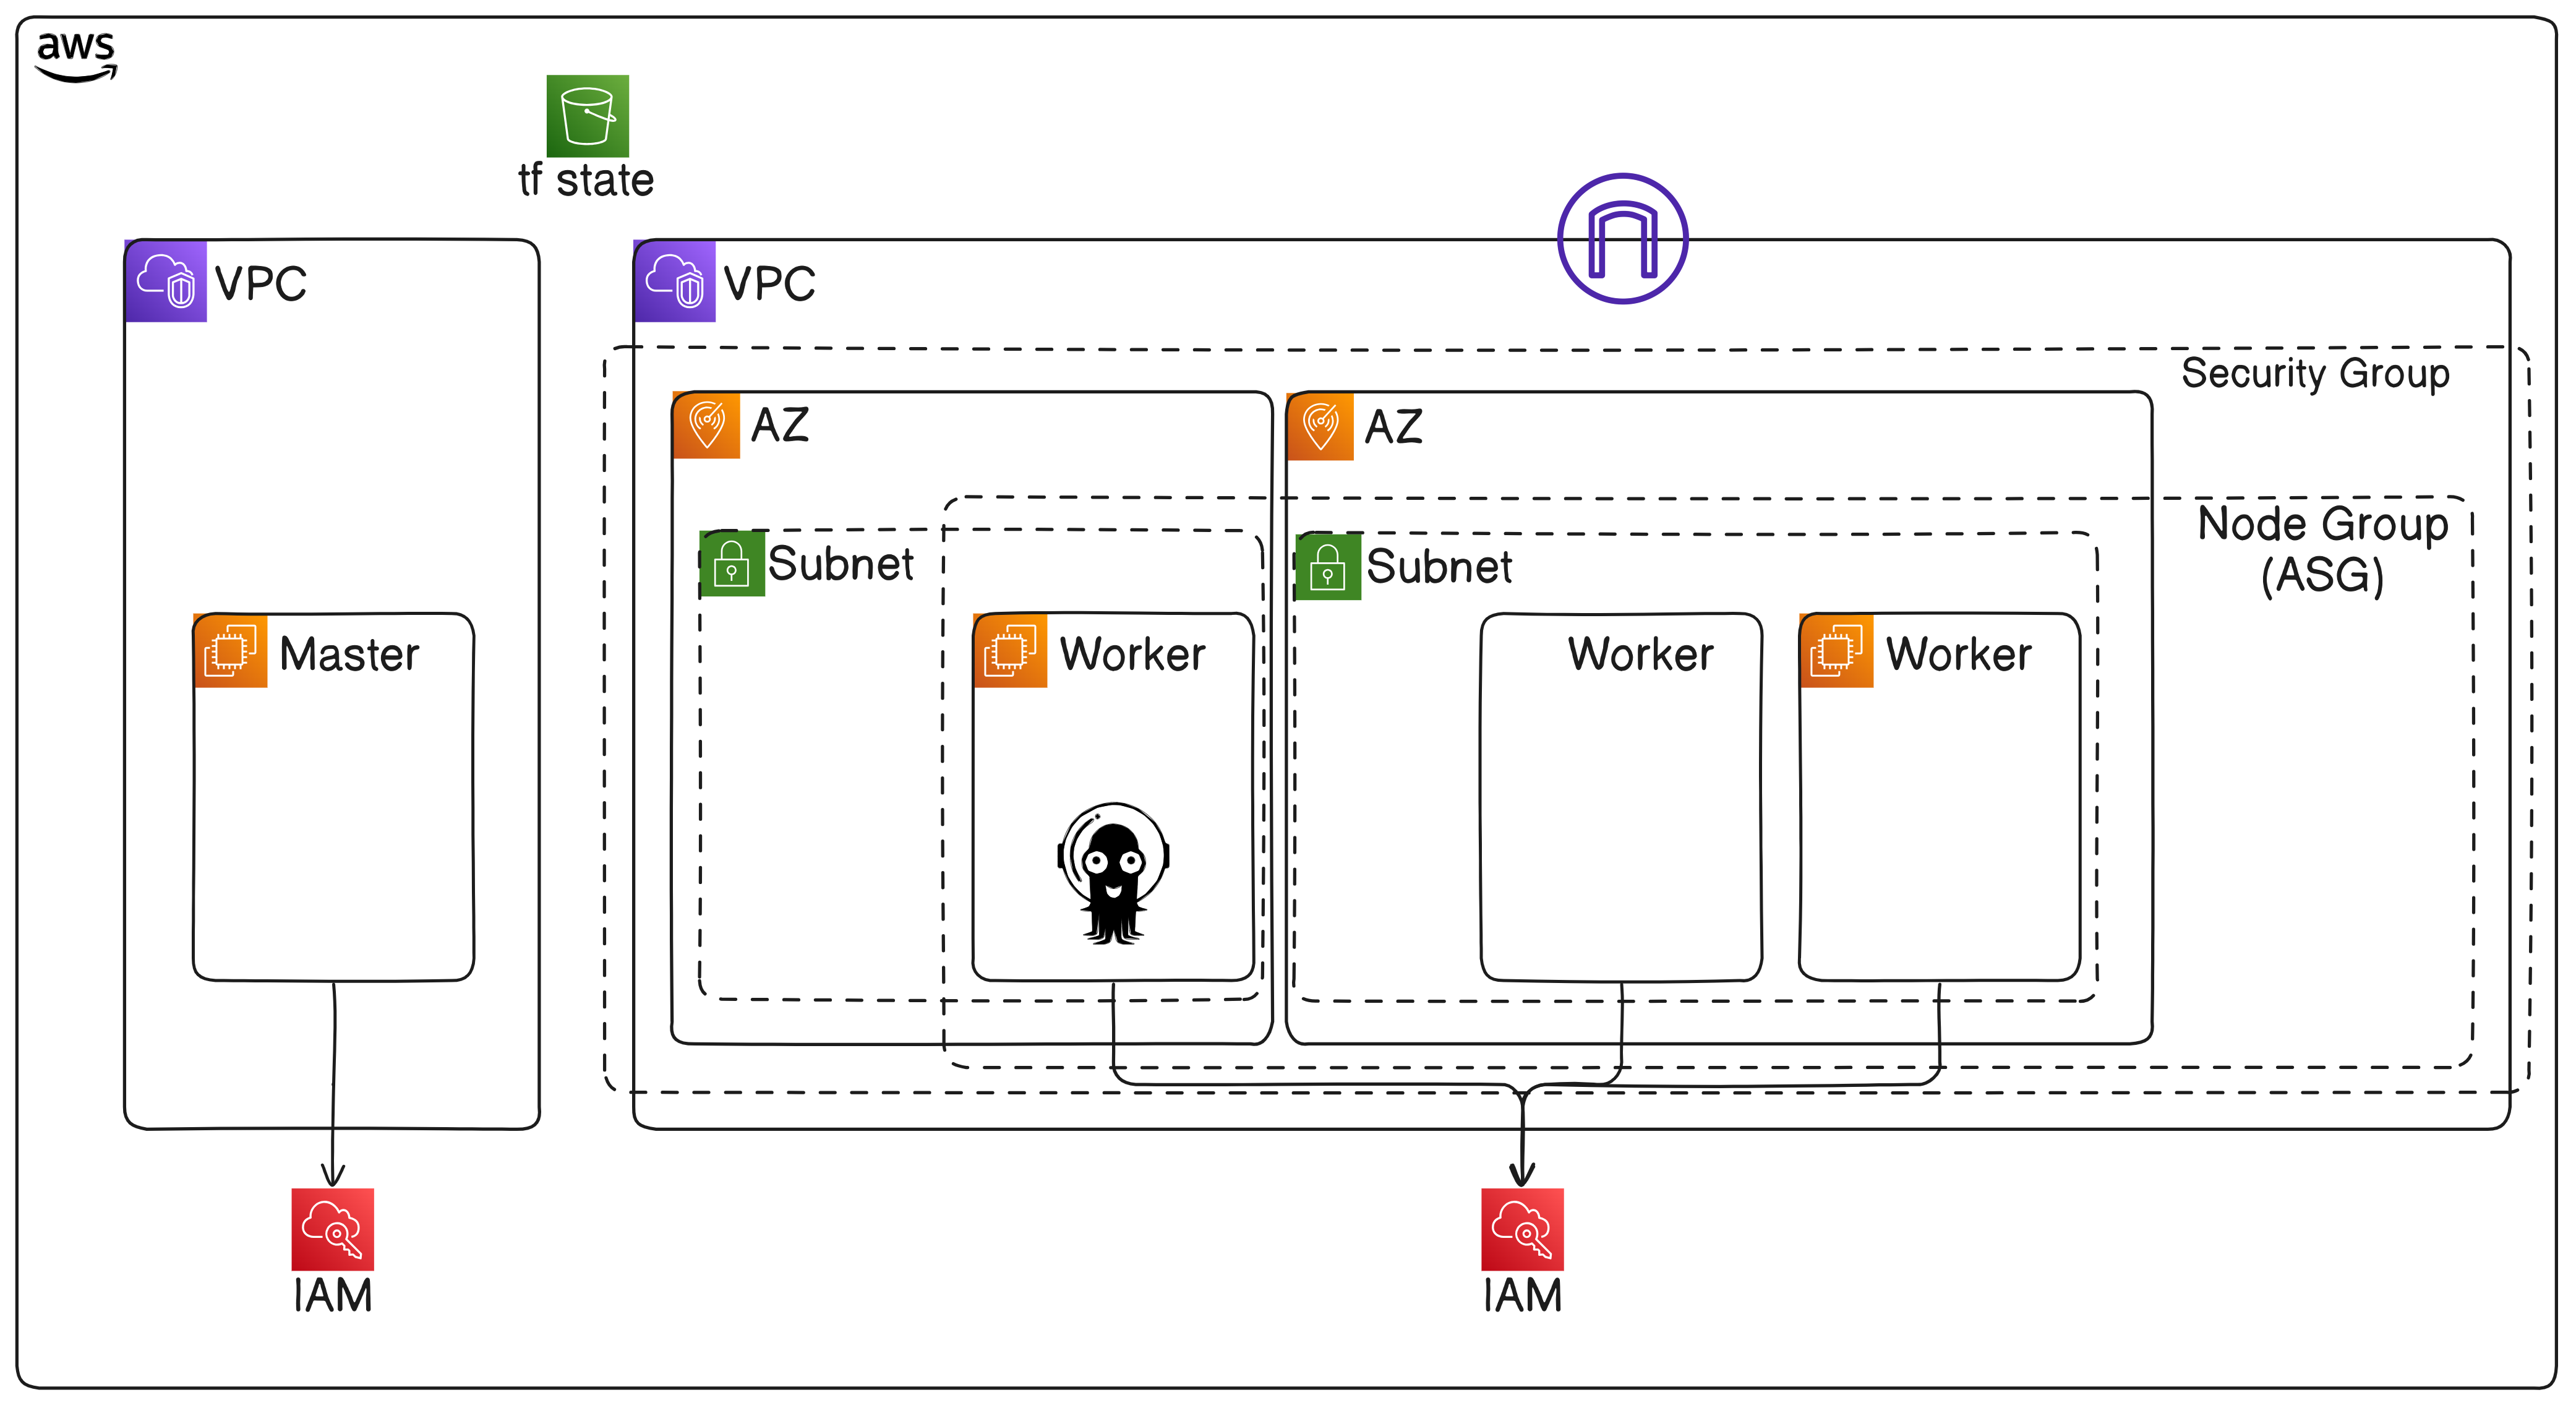 aws
tf state
VPC
VPC
Security Group
AZ
AZ
Node Group
(ASG)
Subnet
Subnet
Master
Worker
Worker
Worker
IAM
IAM